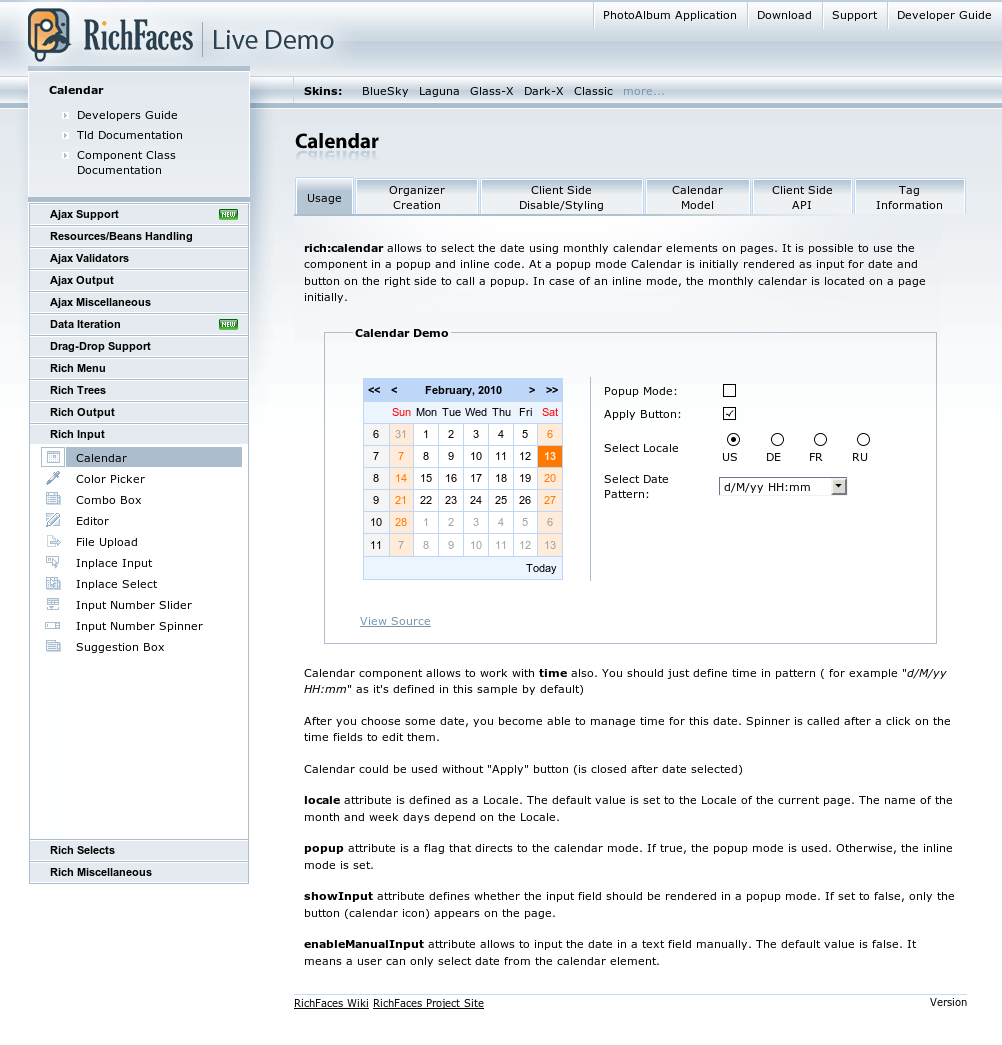 PhotoAlbum Application Download Support Developer Guide
RichFaces Live Demo
Skins: BlueSky Laguna Glass-X Dark-X Classic more...
Calendar
Developers Guide
Tld Documentation
Component Class
Documentation
Ajax Support NEW
Resources/Beans Handling
Ajax Validators
Ajax Output
Ajax Miscellaneous
Data Iteration NEW
Drag-Drop Support
Rich Menu
Rich Trees
Rich Output
Rich Input
Calendar
Color Picker
Combo Box
Editor
File Upload
Inplace Input
Inplace Select
Input Number Slider
Input Number Spinner
Suggestion Box
Rich Selects
Rich Miscellaneous
Calendar
Usage
Organizer
Creation
Client Side
Disable/Styling
Calendar
Model
Client Side
API
Tag
Information
rich:calendar allows to select the date using monthly calendar elements on pages. It is possible to use the
component in a popup and inline code. At a popup mode Calendar is initially rendered as input for date and
button on the right side to call a popup. In case of an inline mode, the monthly calendar is located on a page
initially.
Calendar Demo
<< < February, 2010 > >>
Sun Mon Tue Wed Thu Fri Sat
6 31 1 2 3 4 5 6
7 7 8 9 10 11 12 13
8 14 15 16 17 18 19 20
9 21 22 23 24 25 26 27
10 28 1 2 3 4 5 6
11 7 8 9 10 11 12 13
Today
Popup Mode:
Apply Button:
Select Locale
US DE FR RU
Select Date
Pattern:
d/M/yy HH:mm
View Source
Calendar component allows to work with time also. You should just define time in pattern ( for example "d/M/yy
HH:mm" as it's defined in this sample by default)
After you choose some date, you become able to manage time for this date. Spinner is called after a click on the
time fields to edit them.
Calendar could be used without "Apply" button (is closed after date selected)
locale attribute is defined as a Locale. The default value is set to the Locale of the current page. The name of the
month and week days depend on the Locale.
popup attribute is a flag that directs to the calendar mode. If true, the popup mode is used. Otherwise, the inline
mode is set.
showInput attribute defines whether the input field should be rendered in a popup mode. If set to false, only the
button (calendar icon) appears on the page.
enableManualInput attribute allows to input the date in a text field manually. The default value is false. It
means a user can only select date from the calendar element.
RichFaces Wiki RichFaces Project Site Version